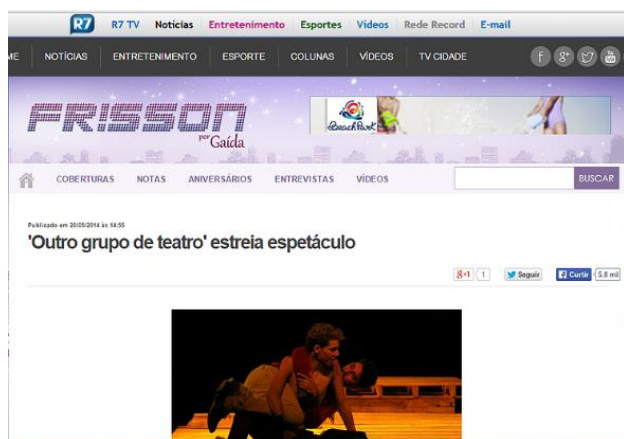 R7 R7 TV Notícias Entretenimento Esportes Vídeos Rede Record E-mail
ME NOTÍCIAS ENTRETENIMENTO ESPORTE COLUNAS VÍDEOS TV CIDADE
FRISSON
por Gaída
Beach Park
COBERTURAS NOTAS ANIVERSÁRIOS ENTREVISTAS VÍDEOS BUSCAR
Publicado em 20/05/2014 às 14:55
'Outro grupo de teatro' estreia espetáculo
g+1 1 Seguir Curtir 5,8 mil